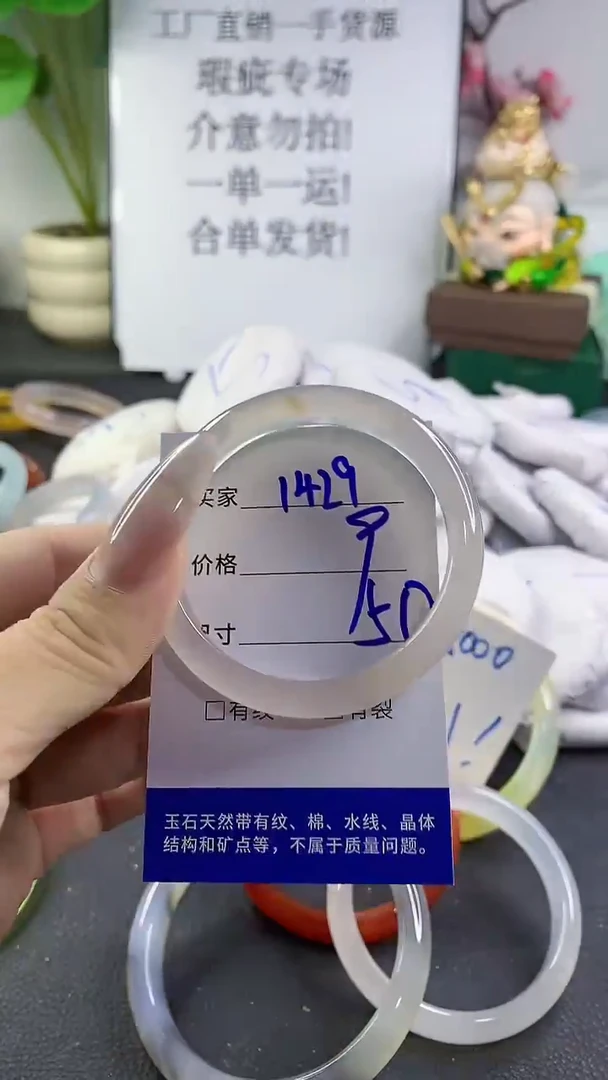 工厂直销一手货源
瑕疵专场
介意勿拍!
一单一运!
合单发货!
买家 1429
价格
尺寸
000
!
□有纹 □有裂
玉石天然带有纹、棉、水线、晶体
结构和矿点等，不属于质量问题。